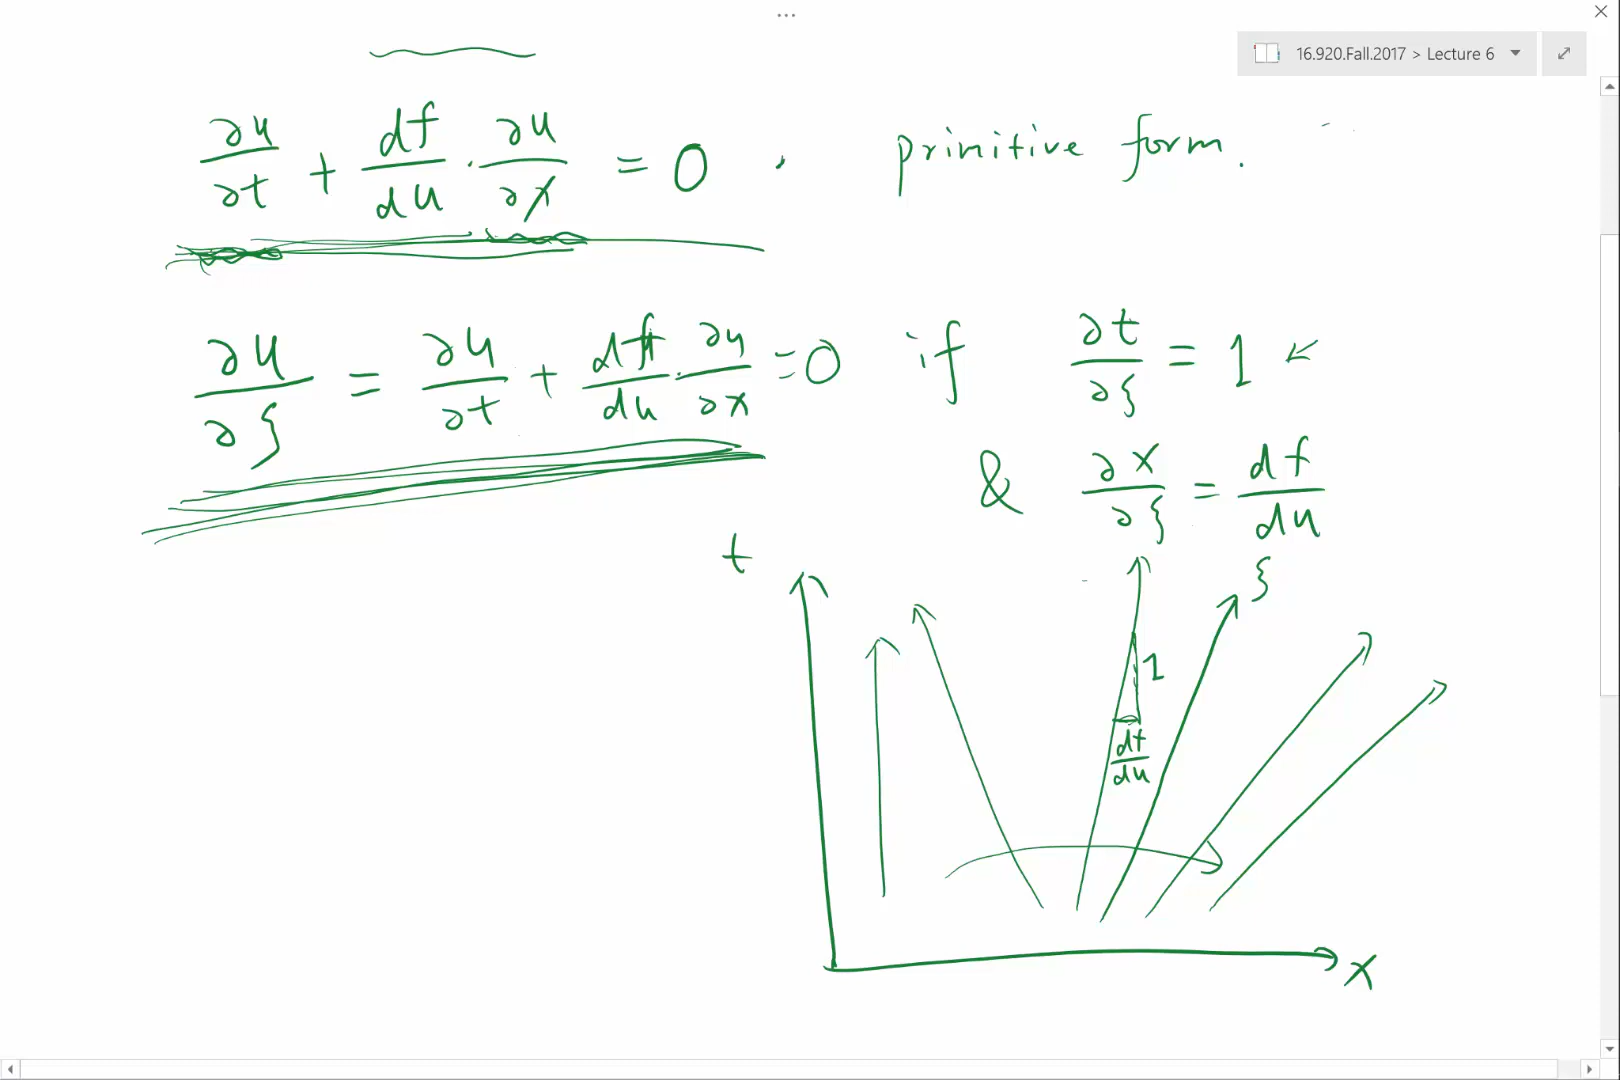 16.920.Fall.2017 > Lecture 6
∂u/∂t + df/du · ∂u/∂x = 0 , prinitive form.
∂u/∂ξ = ∂u/∂t + df/du · ∂u/∂x = 0 if ∂t/∂ξ = 1
& ∂x/∂ξ = df/du
t
ξ
1
df/du
x